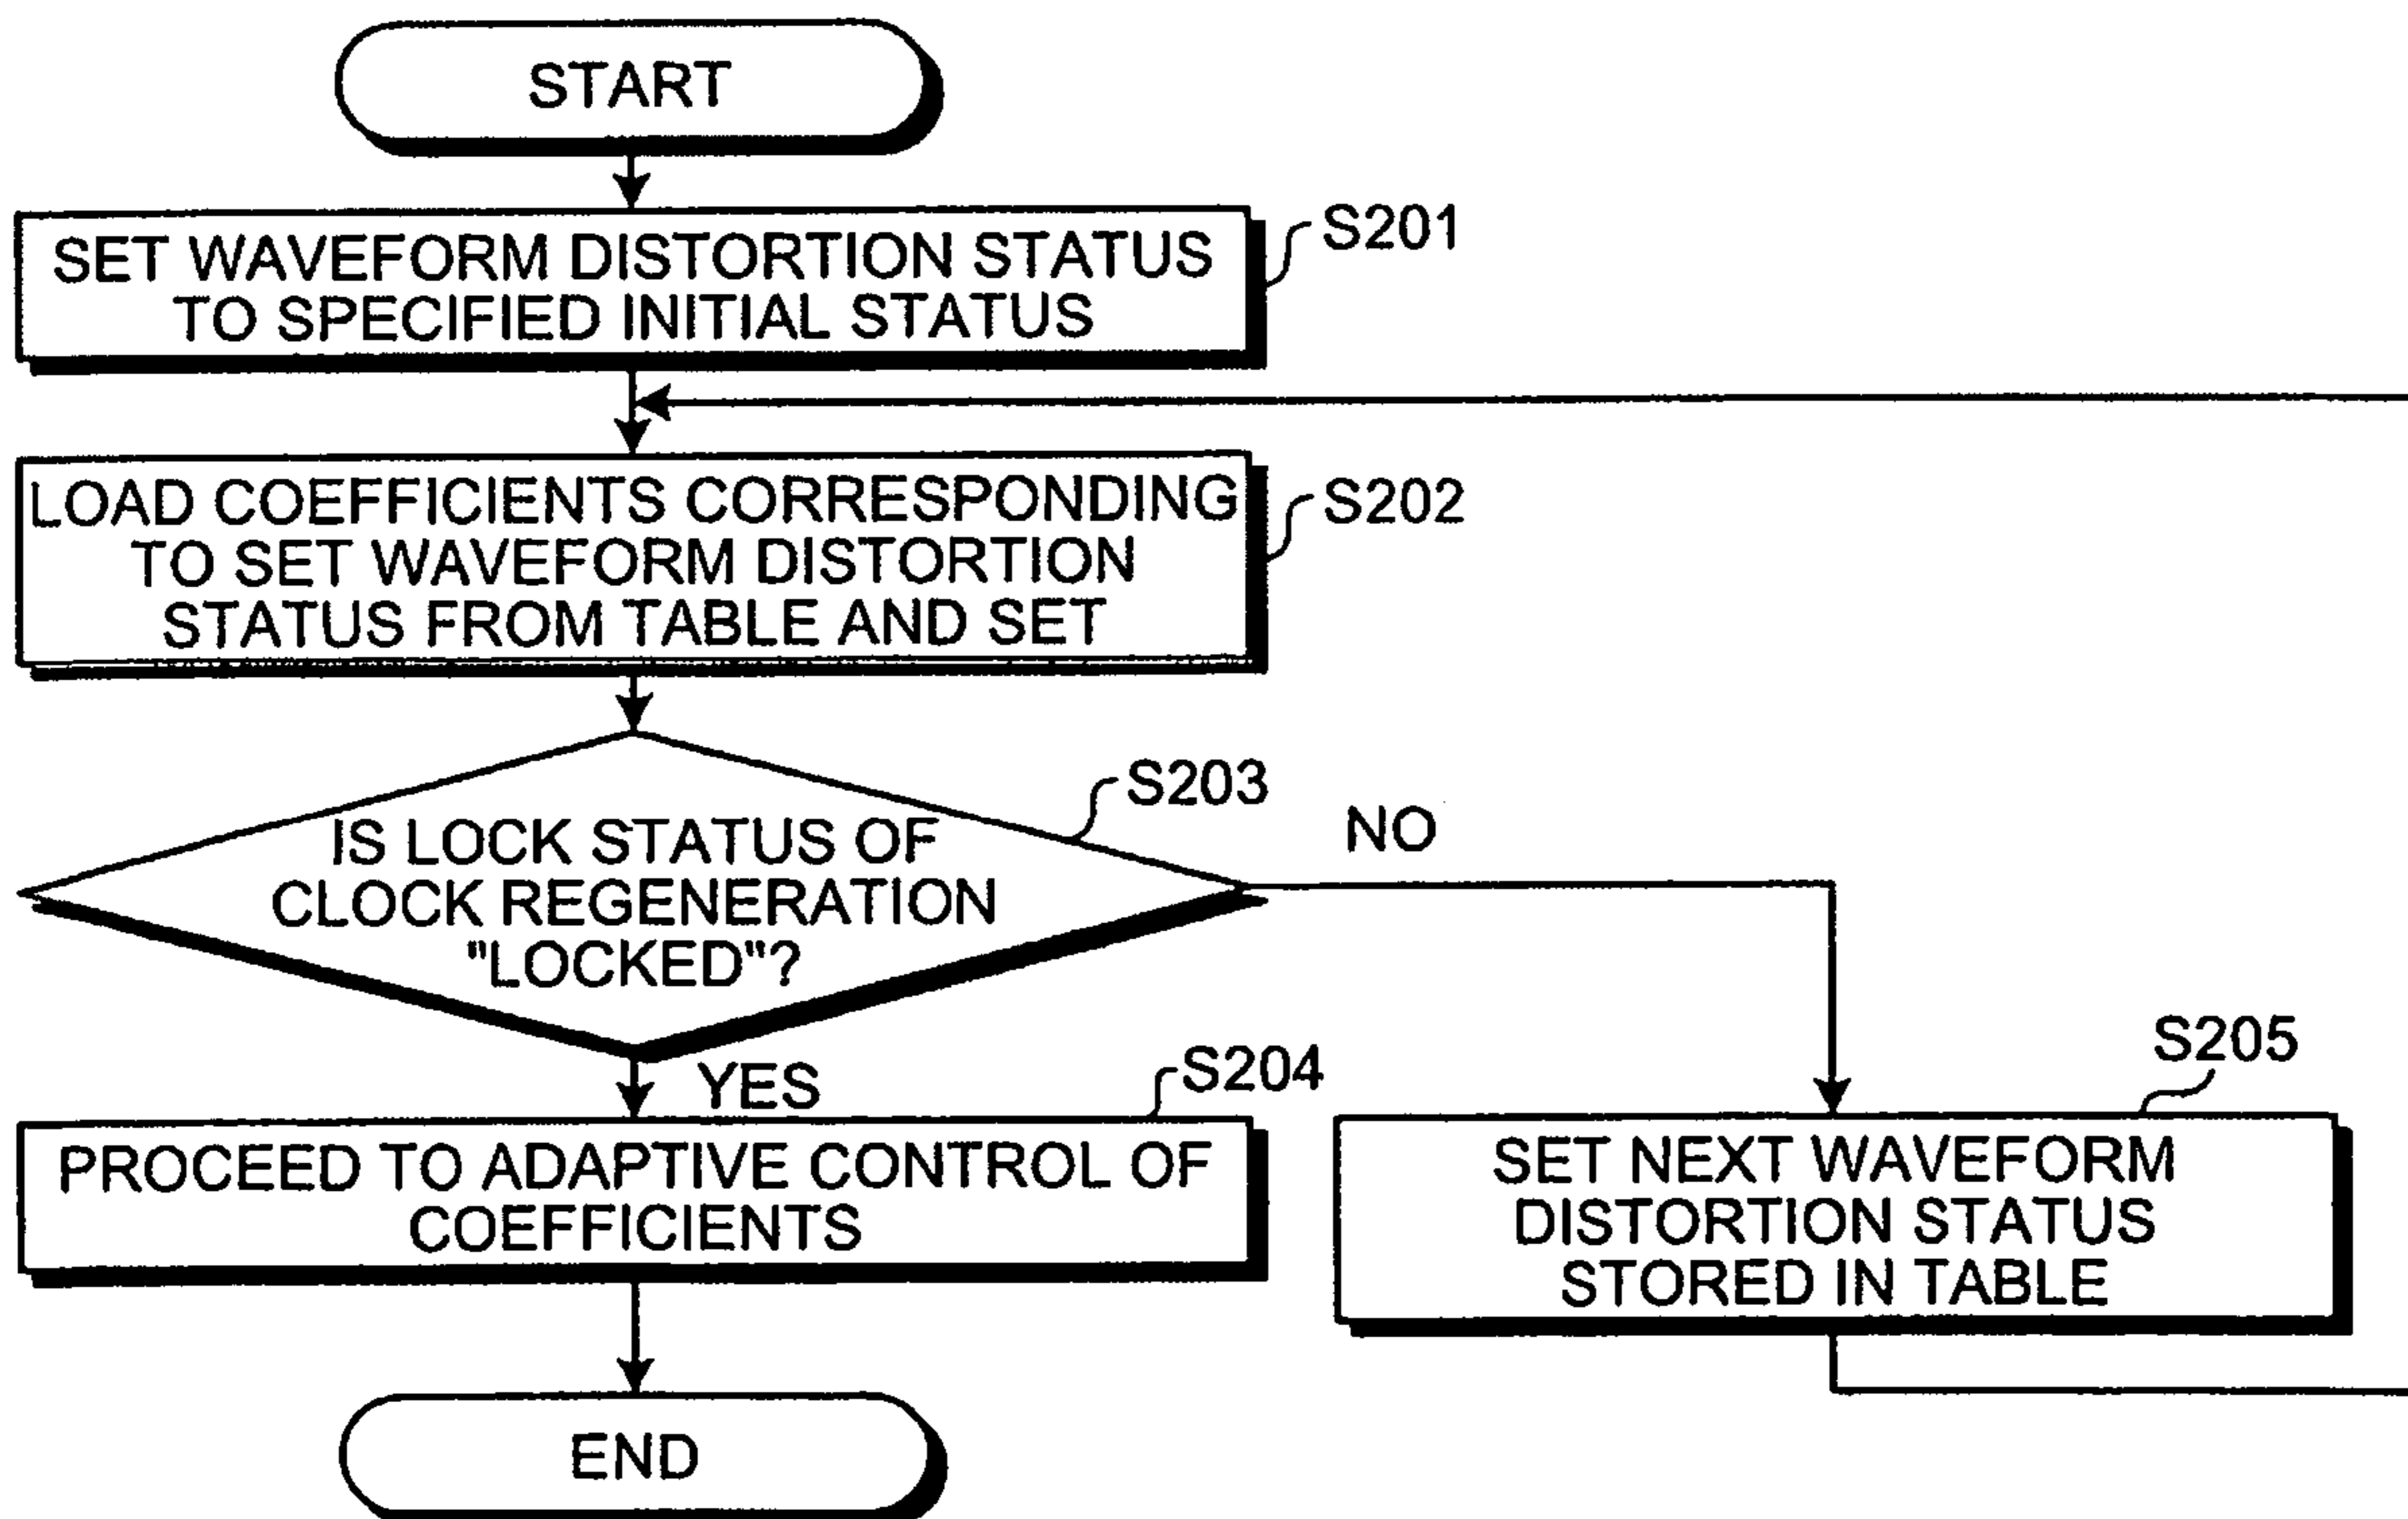 START
SET WAVEFORM DISTORTION STATUS
TO SPECIFIED INITIAL STATUS
S201
LOAD COEFFICIENTS CORRESPONDING
TO SET WAVEFORM DISTORTION
STATUS FROM TABLE AND SET
S202
IS LOCK STATUS OF
CLOCK REGENERATION
"LOCKED"?
S203
NO
YES
S204
PROCEED TO ADAPTIVE CONTROL OF
COEFFICIENTS
S205
SET NEXT WAVEFORM
DISTORTION STATUS
STORED IN TABLE
END